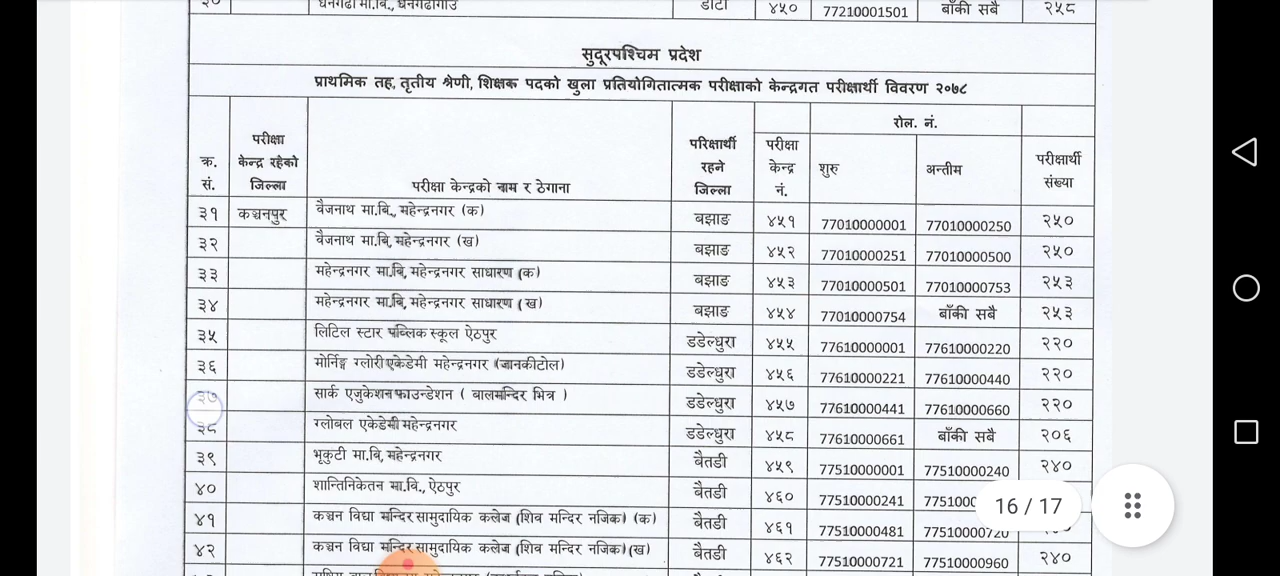 धनगढी मा.बि., धनगढीगाउँ डोटी ४५० 77210001501 बाँकी सबै २५८
सुदूरपश्चिम प्रदेश
प्राथमिक तह, तृतीय श्रेणी, शिक्षक पदको खुला प्रतियोगितात्मक परीक्षाको केन्द्रगत परीक्षार्थी विवरण २०७८
क्र. सं. परीक्षा केन्द्र रहेको जिल्ला परीक्षा केन्द्रको नाम र ठेगाना परिक्षार्थी रहने जिल्ला परीक्षा केन्द्र नं. रोल. नं. शुरु अन्तीम परीक्षार्थी संख्या
३१ कञ्चनपुर वैजनाथ मा.बि., महेन्द्रनगर (क) बझाङ ४५१ 77010000001 77010000250 २५०
३२ वैजनाथ मा.बि, महेन्द्रनगर (ख) बझाङ ४५२ 77010000251 77010000500 २५०
३३ महेन्द्रनगर मा.बि, महेन्द्रनगर साधारण (क) बझाङ ४५३ 77010000501 77010000753 २५३
३४ महेन्द्रनगर मा.बि, महेन्द्रनगर साधारण (ख) बझाङ ४५४ 77010000754 बाँकी सबै २५३
३५ लिटिल स्टार पब्लिक स्कूल ऐठपुर डडेल्धुरा ४५५ 77610000001 77610000220 २२०
३६ मोर्निङ्ग ग्लोरी एकेडेमी महेन्द्रनगर (जानकीटोल) डडेल्धुरा ४५६ 77610000221 77610000440 २२०
३७ सार्क एजुकेशन फाउन्डेशन ( बालमन्दिर भित्र ) डडेल्धुरा ४५७ 77610000441 77610000660 २२०
३८ ग्लोबल एकेडेमी महेन्द्रनगर डडेल्धुरा ४५८ 77610000661 बाँकी सबै २०६
३९ भृकुटी मा.बि, महेन्द्रनगर बैतडी ४५९ 77510000001 77510000240 २४०
४० शान्तिनिकेतन मा.वि., ऐठपुर बैतडी ४६० 77510000241 775100
16 / 17
४१ कञ्चन विद्या मन्दिर सामुदायिक कलेज (शिव मन्दिर नजिक) (क) बैतडी ४६१ 77510000481 77510000720
४२ कञ्चन विद्या मन्दिर सामुदायिक कलेज (शिव मन्दिर नजिक) (ख) बैतडी ४६२ 77510000721 77510000960 २४०